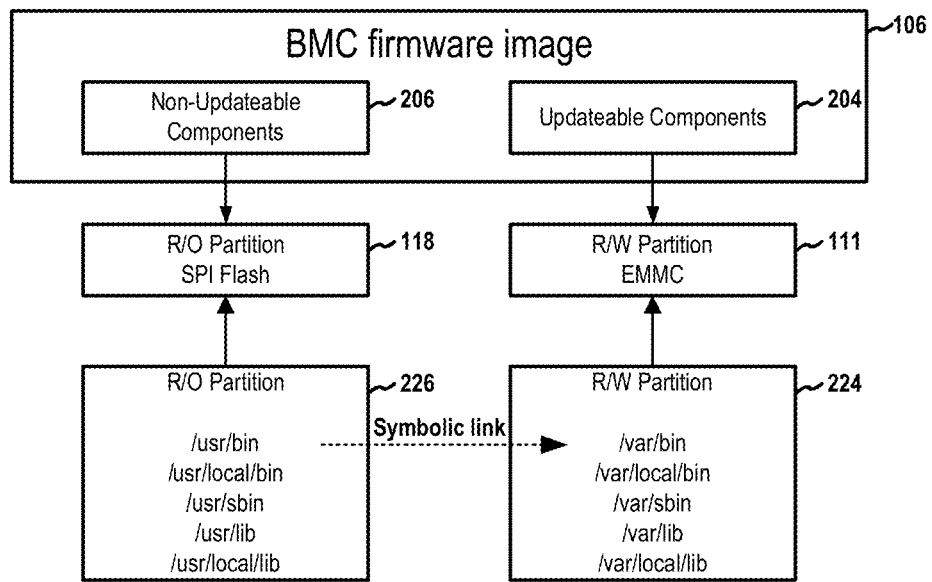 BMC firmware image
106
Non-Updateable
Components
206
Updateable Components
204
R/O Partition
SPI Flash
118
R/W Partition
EMMC
111
R/O Partition
226
/usr/bin
/usr/local/bin
/usr/sbin
/usr/lib
/usr/local/lib
Symbolic link
R/W Partition
224
/var/bin
/var/local/bin
/var/sbin
/var/lib
/var/local/lib